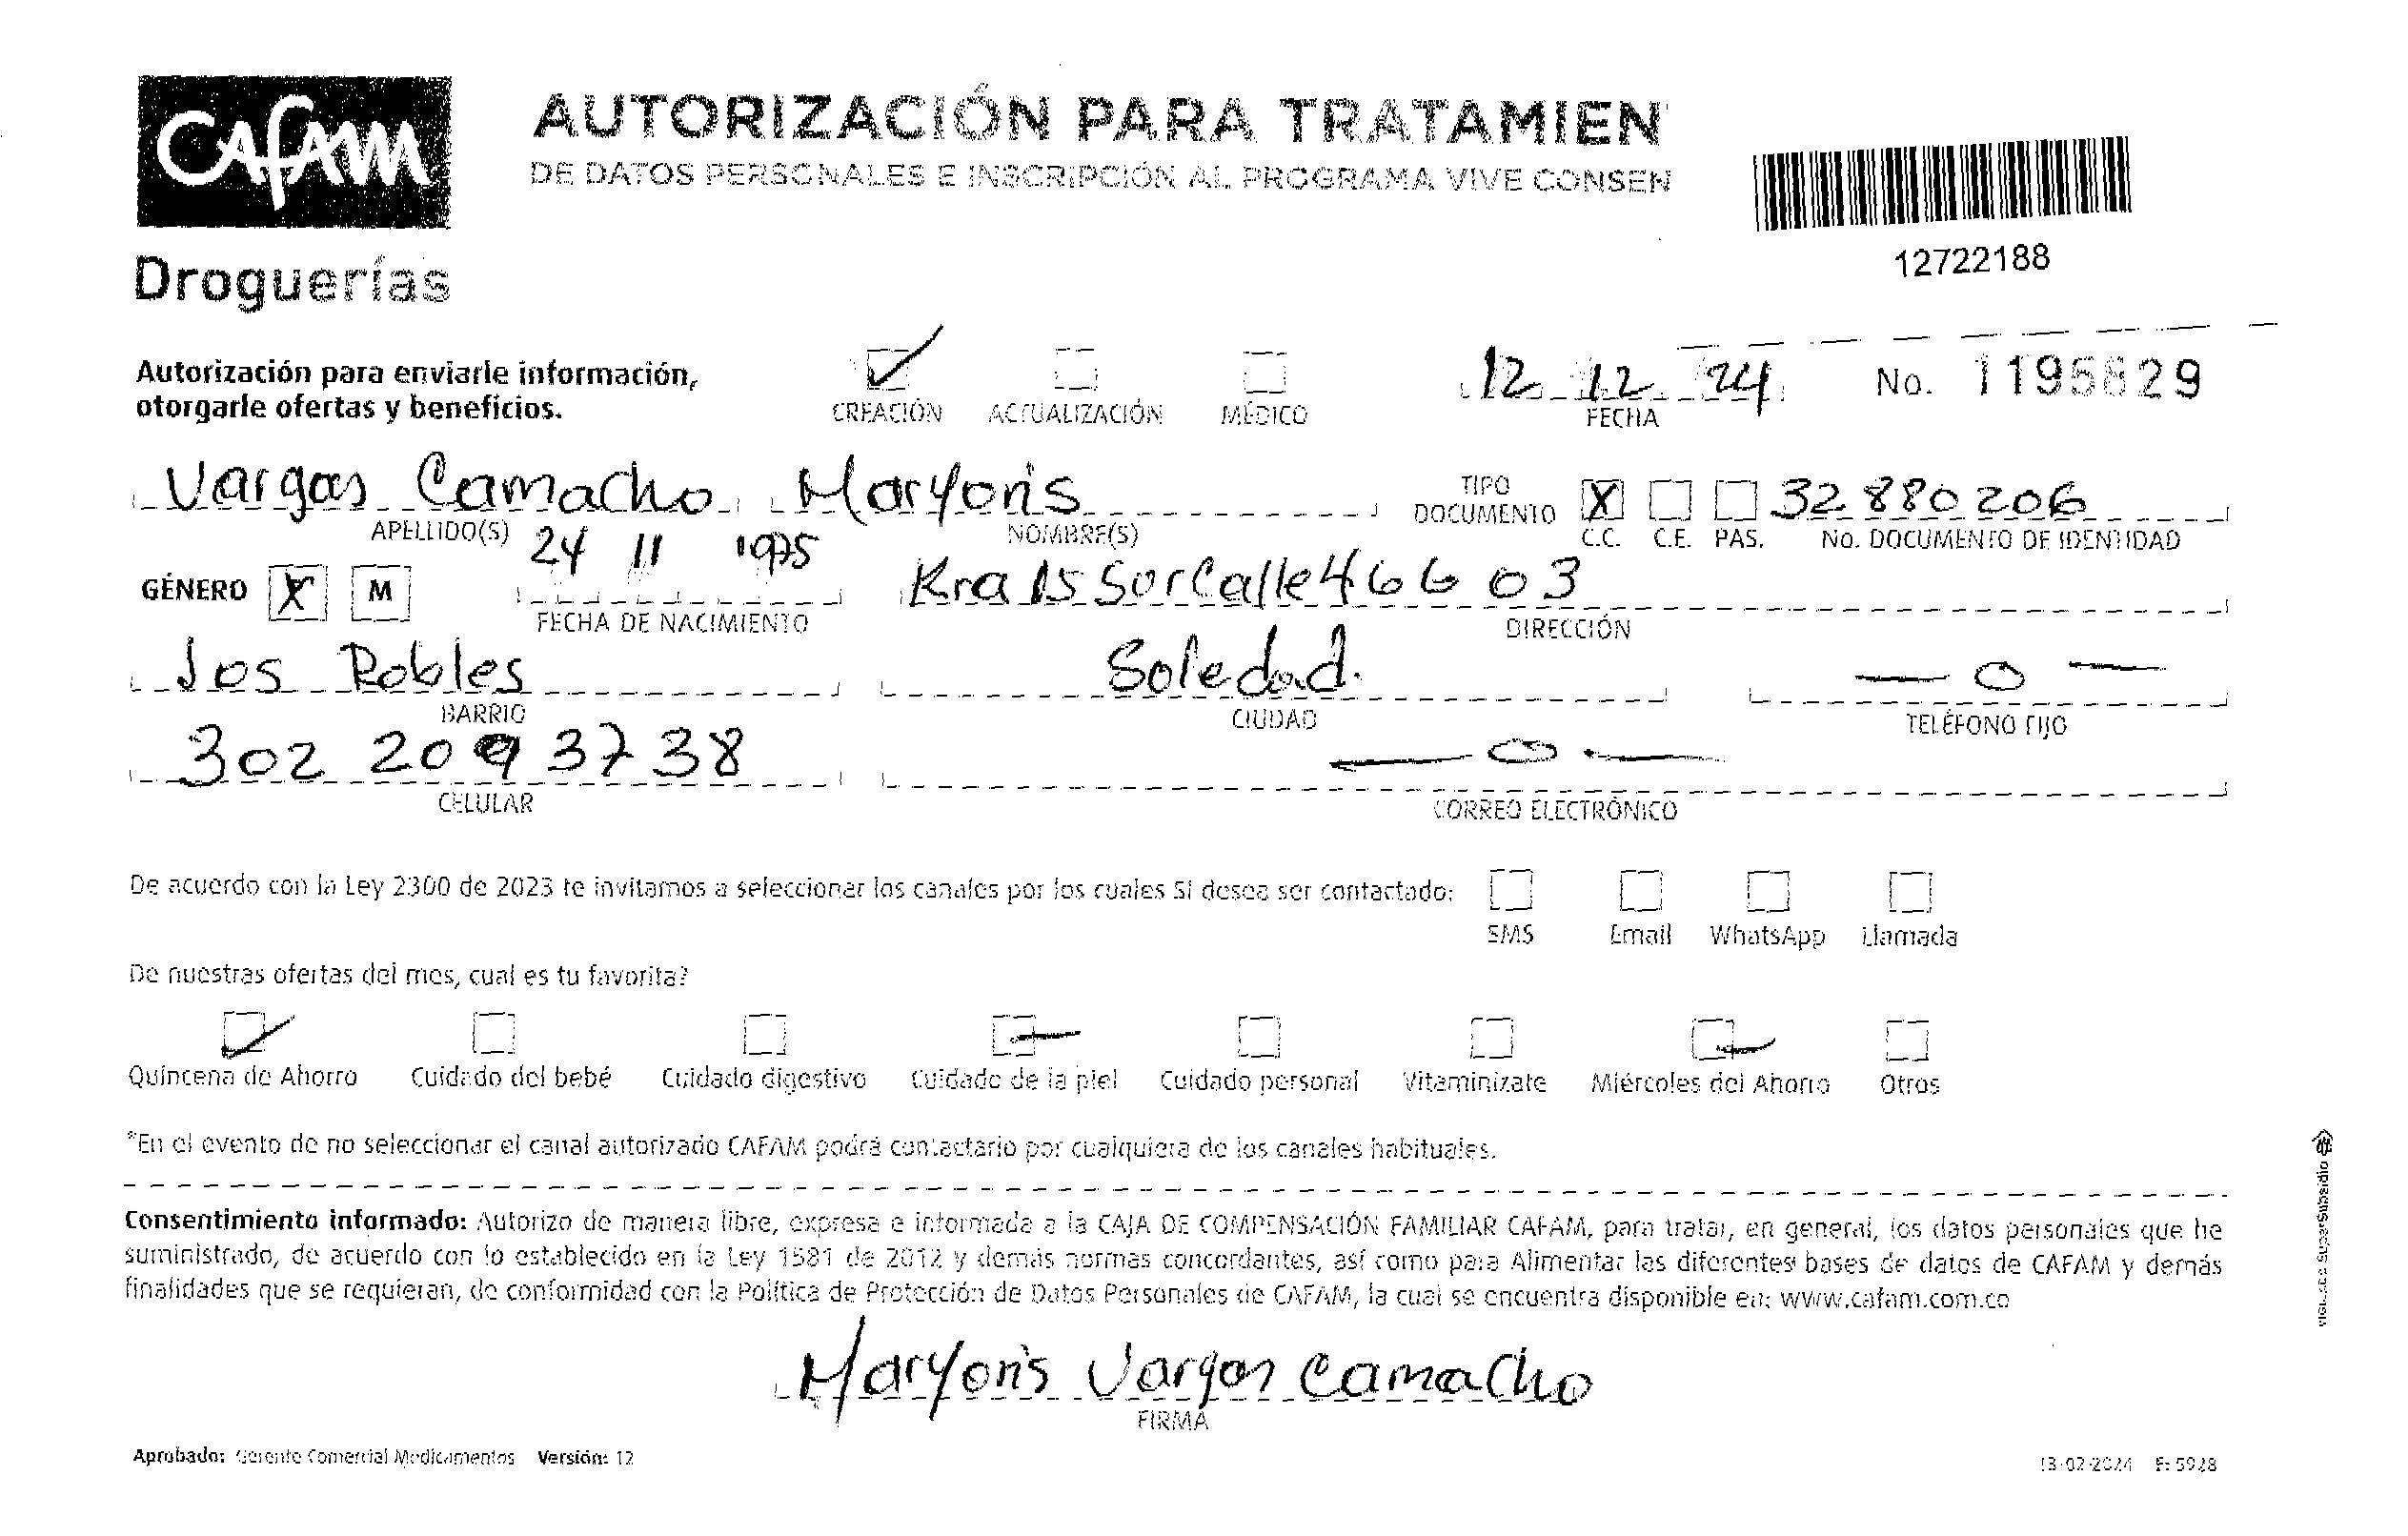 CAFAM
Droguerías
AUTORIZACIÓN PARA TRATAMIEN
DE DATOS PERSONALES E INSCRIPCIÓN AL PROGRAMA VIVE CONSEN
12722188
Autorización para enviarle información,
otorgarle ofertas y beneficios.
CREACIÓN ACTUALIZACIÓN MÉDICO
12 12 24
FECHA
No. 1195629
Vargas Camacho Maryoris
APELLIDO(S) NOMBRE(S)
TIPO DOCUMENTO X 32880206
C.C. C.E. PAS. No. DOCUMENTO DE IDENTIDAD
GÉNERO X M
24 11 1975
FECHA DE NACIMIENTO
Kra 15 Sur Calle 46 G 03
DIRECCIÓN
Los Robles Soledad. — 0 —
BARRIO CIUDAD TELÉFONO FIJO
302 209 3738 — 0 —
CELULAR CORREO ELECTRÓNICO
De acuerdo con la Ley 2300 de 2023 te invitamos a seleccionar los canales por los cuales SI desea ser contactado:
SMS Email WhatsApp Llamada
De nuestras ofertas del mes, cual es tu favorita?
Quincena de Ahorro Cuidado del bebé Cuidado digestivo Cuidado de la piel Cuidado personal Vitaminízate Miércoles del Ahorro Otros
*En el evento de no seleccionar el canal autorizado CAFAM podrá contactarlo por cualquiera de los canales habituales.
Consentimiento informado: Autorizo de manera libre, expresa e informada a la CAJA DE COMPENSACIÓN FAMILIAR CAFAM, para tratar, en general, los datos personales que he
suministrado, de acuerdo con lo establecido en la Ley 1581 de 2012 y demás normas concordantes, así como para Alimentar las diferentes bases de datos de CAFAM y demás
finalidades que se requieran, de conformidad con la Política de Protección de Datos Personales de CAFAM, la cual se encuentra disponible en: www.cafam.com.co
Maryoris Vargas Camacho
FIRMA
Aprobado: Gerente Comercial Medicamentos Versión: 12
13-02-2024 F: 5928
SuperSubsidio